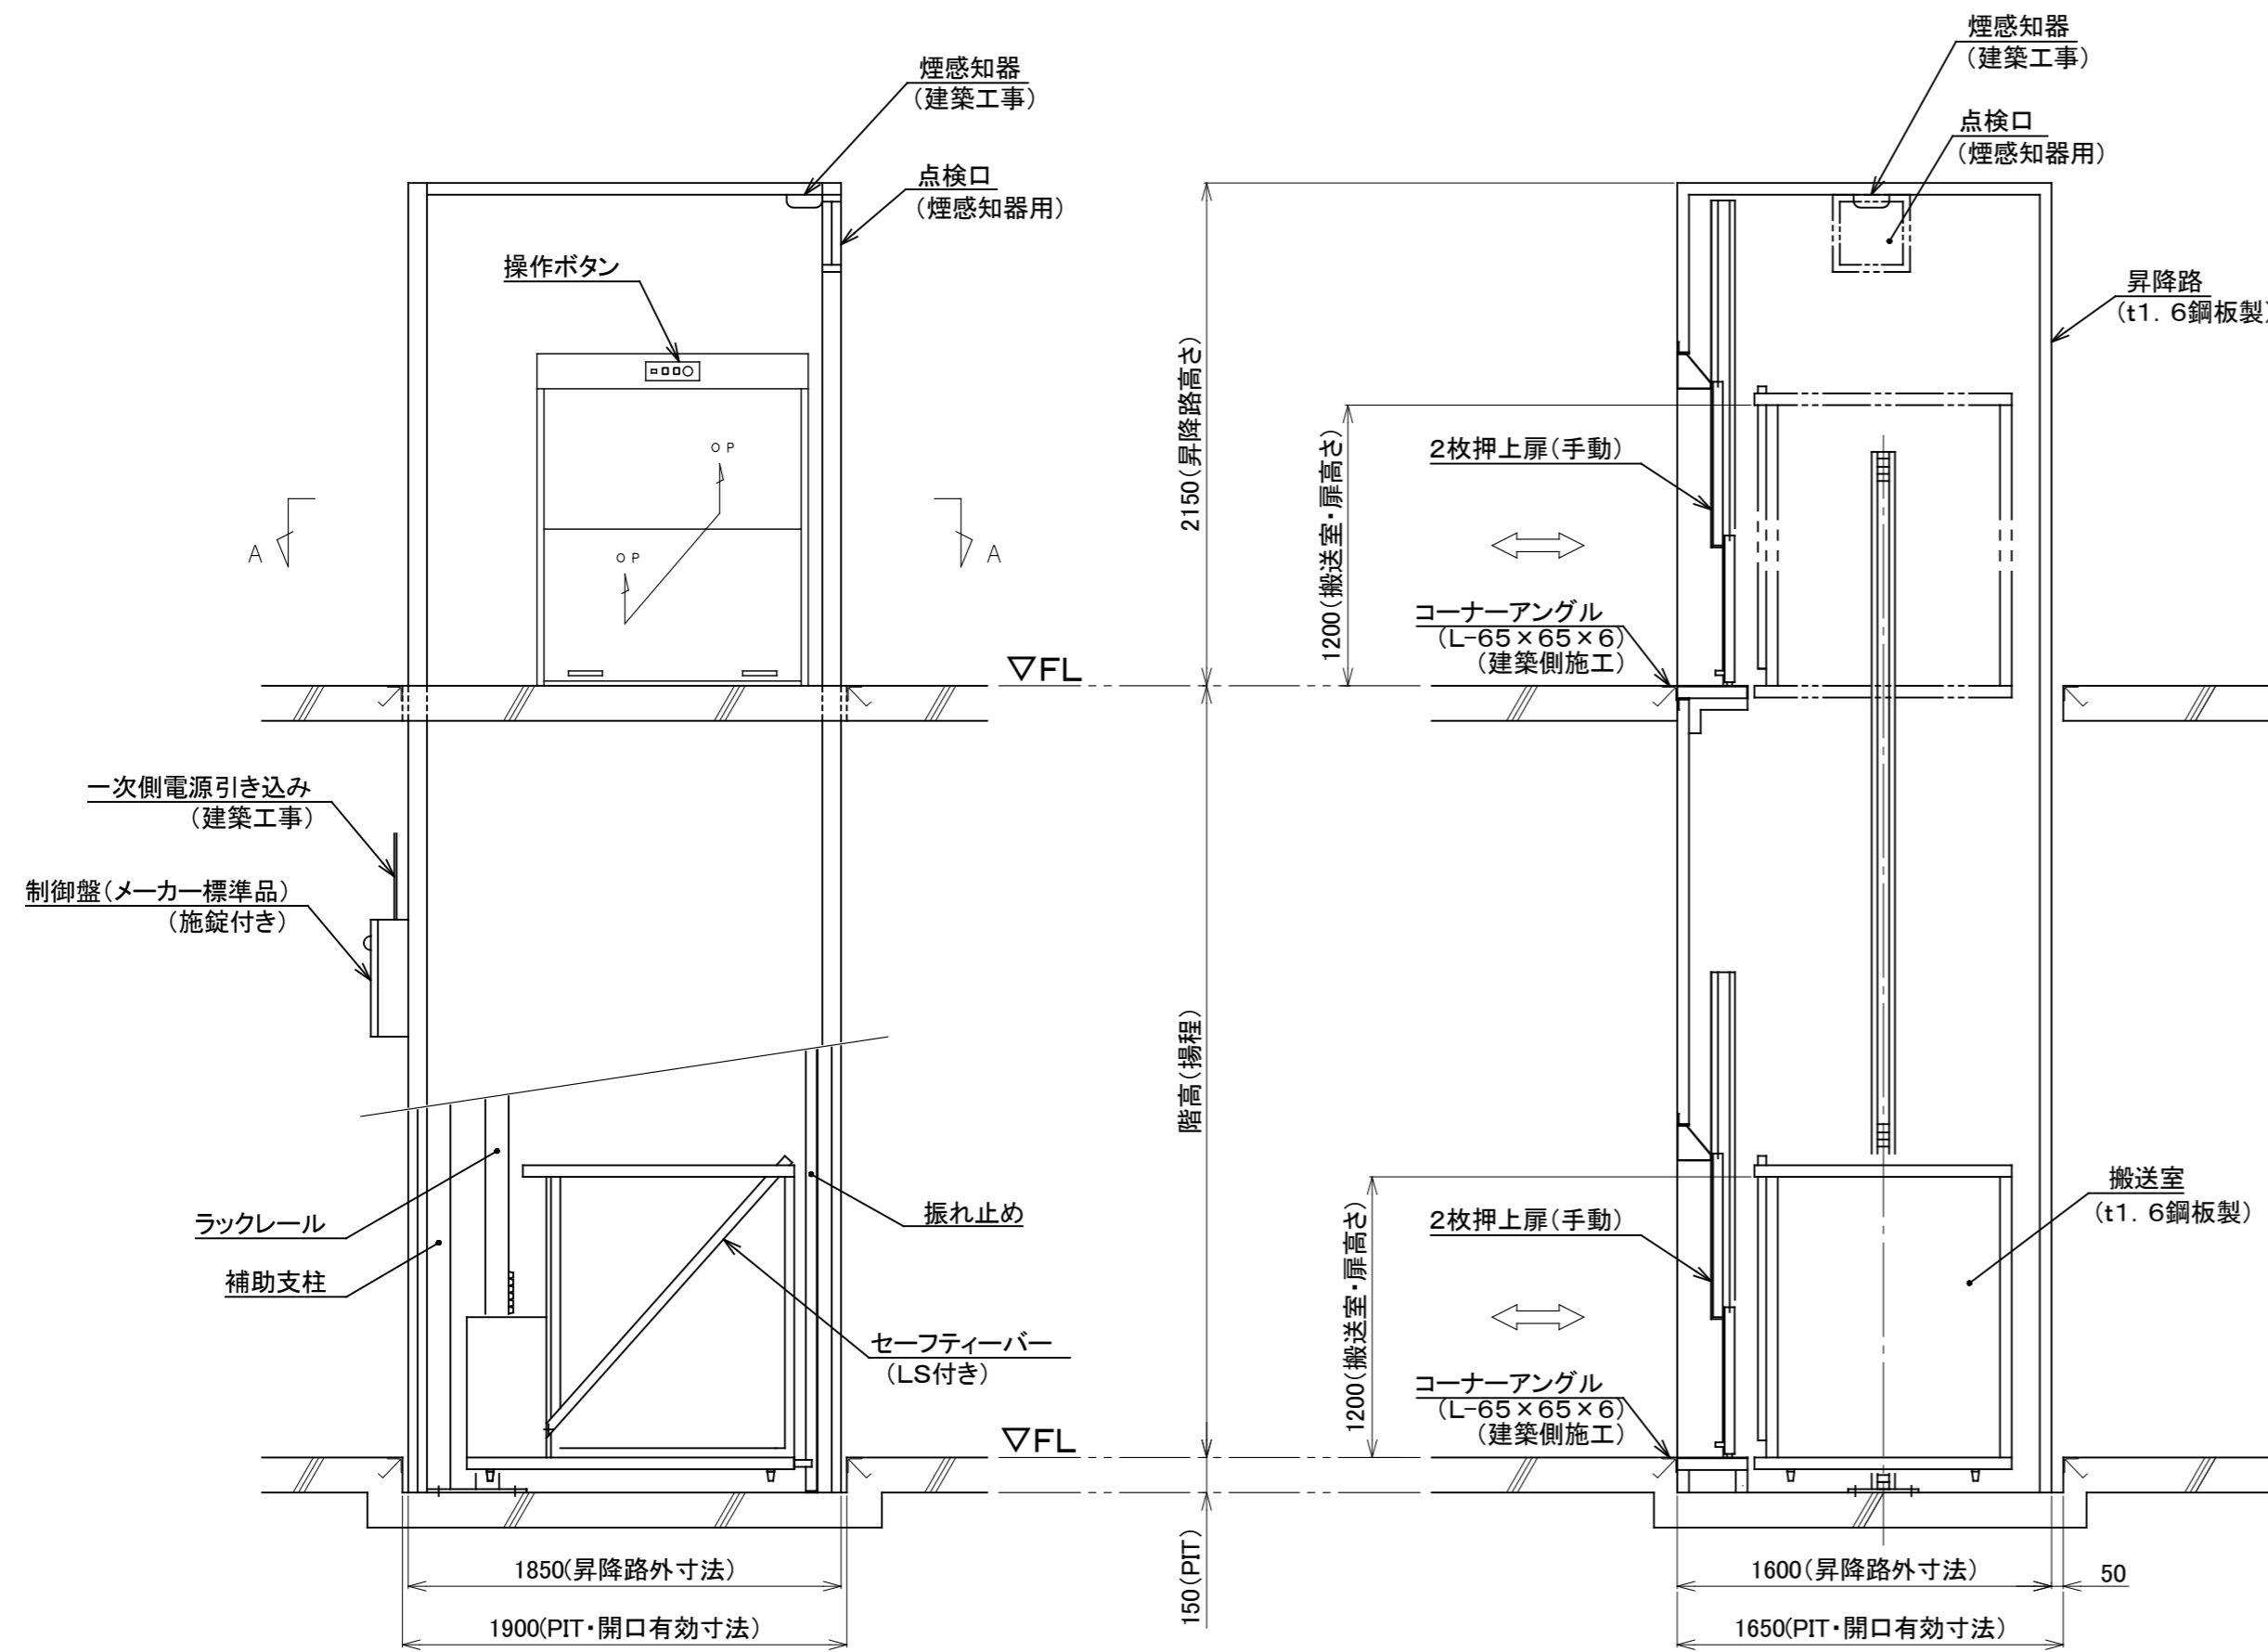 煙感知器
（建築工事）
点検口
（煙感知器用）
操作ボタン
OP
OP
A
A
▽FL
一次側電源引き込み
（建築工事）
制御盤（メーカー標準品）
（施錠付き）
ラックレール
補助支柱
振れ止め
セーフティーバー
（LS付き）
▽FL
1850(昇降路外寸法)
1900(PIT・開口有効寸法)
2150(昇降路高さ)
階高(揚程)
150(PIT)
煙感知器
（建築工事）
点検口
（煙感知器用）
昇降路
（t1.6鋼板製）
1200(搬送室・扉高さ)
2枚押上扉（手動）
コーナーアングル
（L-65×65×6）
（建築側施工）
搬送室
（t1.6鋼板製）
1200(搬送室・扉高さ)
2枚押上扉（手動）
コーナーアングル
（L-65×65×6）
（建築側施工）
1600(昇降路外寸法)
50
1650(PIT・開口有効寸法)